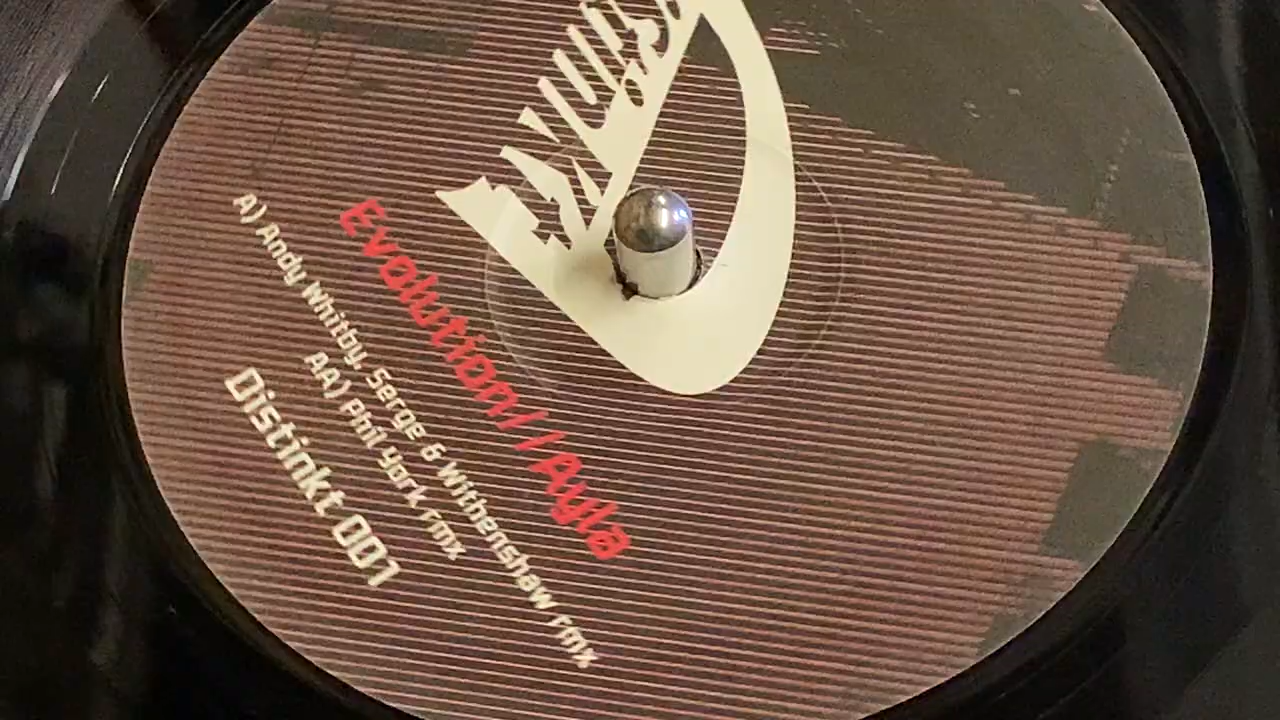 Evolution//Ayla
A) Andy Whitby, Serge & Withenshaw rmx
AA) Phil York rmx
Distinkt 001